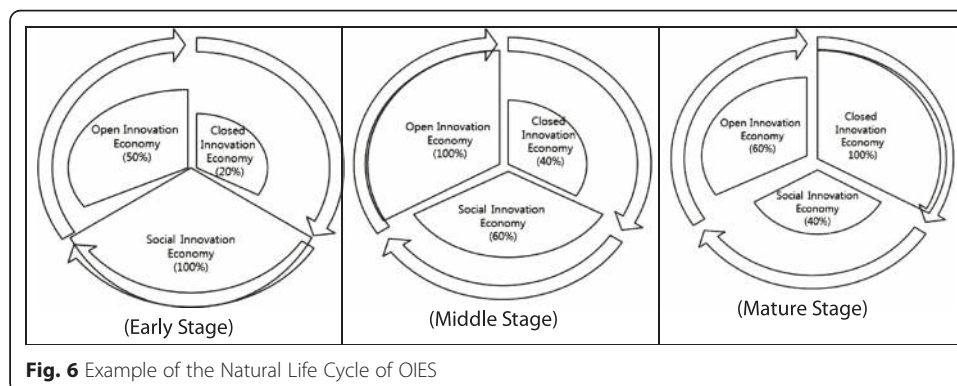 Open Innovation
Economy
(50%)
Closed
Innovation
Economy
(20%)
Social Innovation
Economy
(100%)
(Early Stage)
Open Innovation
Economy
(100%)
Closed
Innovation
Economy
(40%)
Social Innovation
Economy
(60%)
(Middle Stage)
Open Innovation
Economy
(60%)
Closed
Innovation
Economy
100%)
Social Innovation
Economy
(40%)
(Mature Stage)
Fig. 6 Example of the Natural Life Cycle of OIES